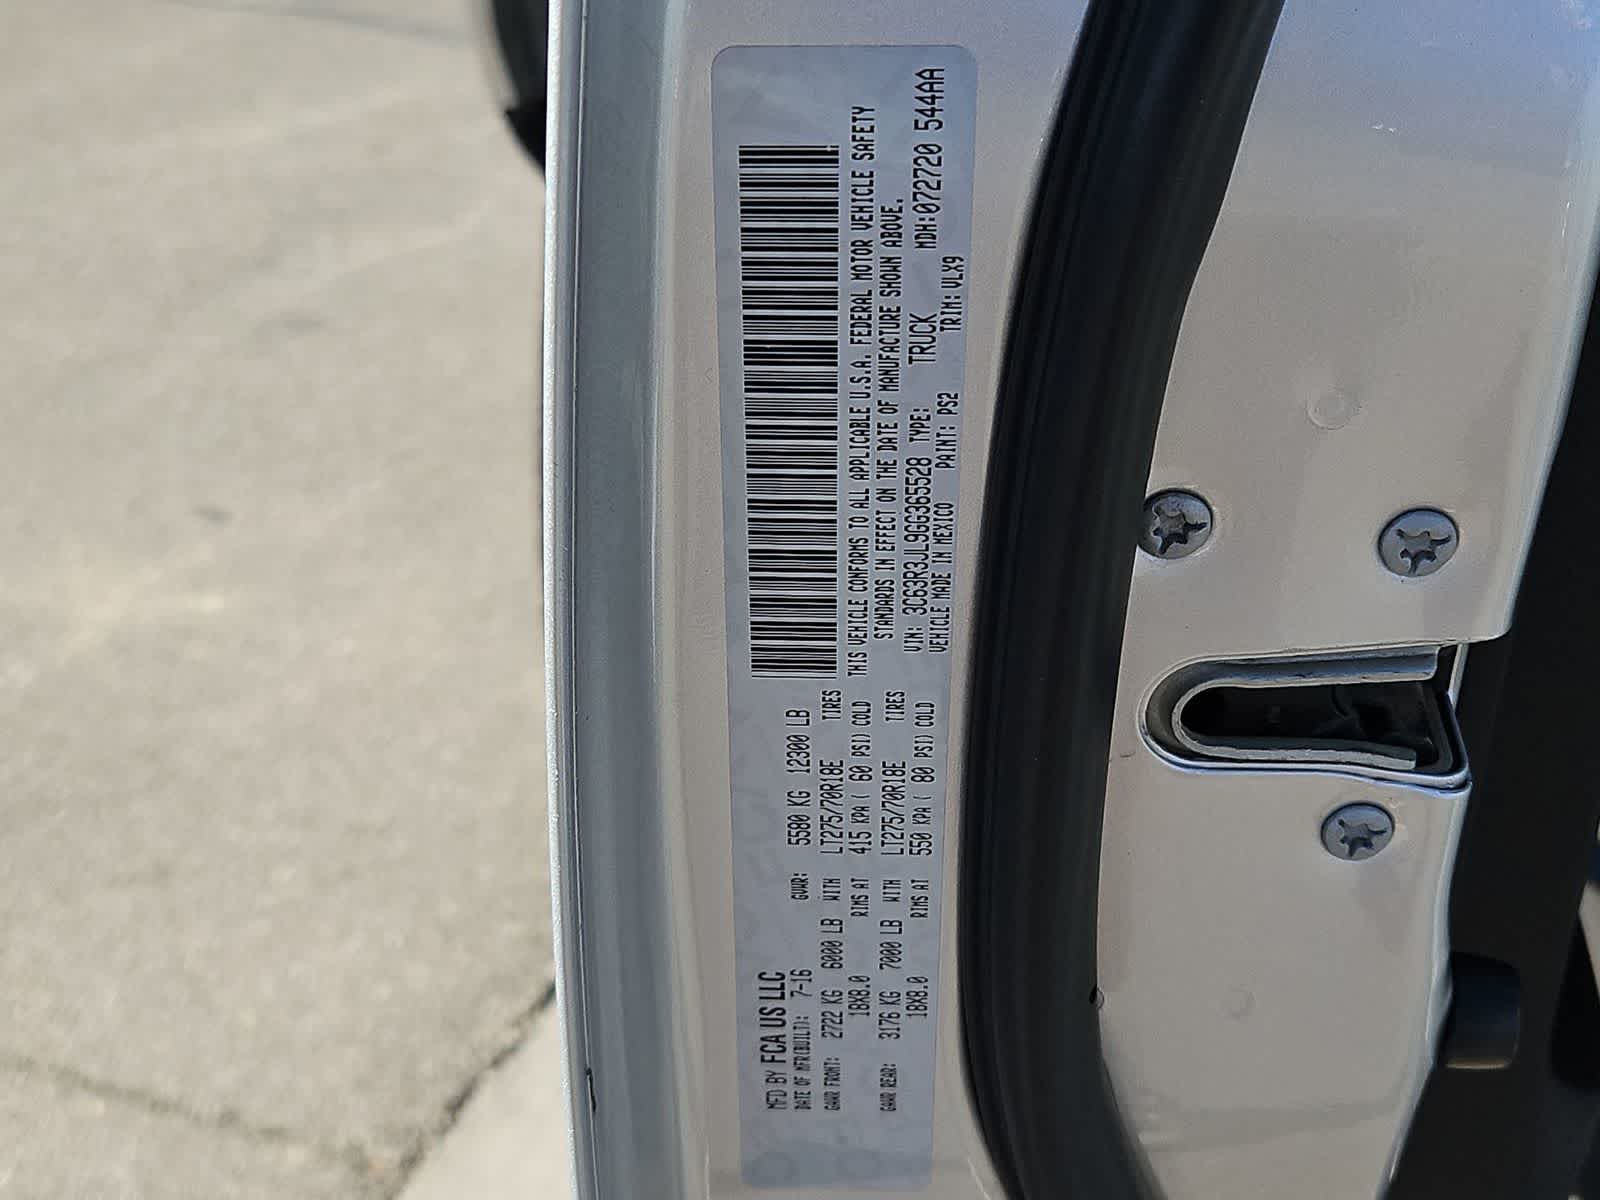 MFD BY FCA US LLC
DATE OF MFR(BUILT): 7-16 GVWR: 5580 KG 12300 LB
GAWR FRONT: 2722 KG 6000 LB WITH LT275/70R18E TIRES
18X8.0 RIMS AT 415 KPA ( 60 PSI) COLD
GAWR REAR: 3176 KG 7000 LB WITH LT275/70R18E TIRES
18X8.0 RIMS AT 550 KPA ( 80 PSI) COLD
THIS VEHICLE CONFORMS TO ALL APPLICABLE U.S.A. FEDERAL MOTOR VEHICLE SAFETY
STANDARDS IN EFFECT ON THE DATE OF MANUFACTURE SHOWN ABOVE.
VIN: 3C63R3JL9GG365528 TYPE: TRUCK MDH:072720 544AA
VEHICLE MADE IN MEXICO PAINT: PS2 TRIM: VLX9